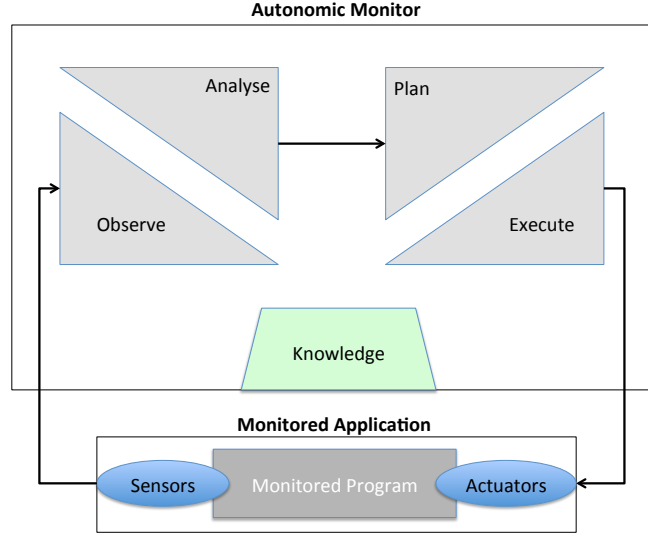 Autonomic Monitor
Analyse
Plan
Observe
Execute
Knowledge
Monitored Application
Sensors
Monitored Program
Actuators